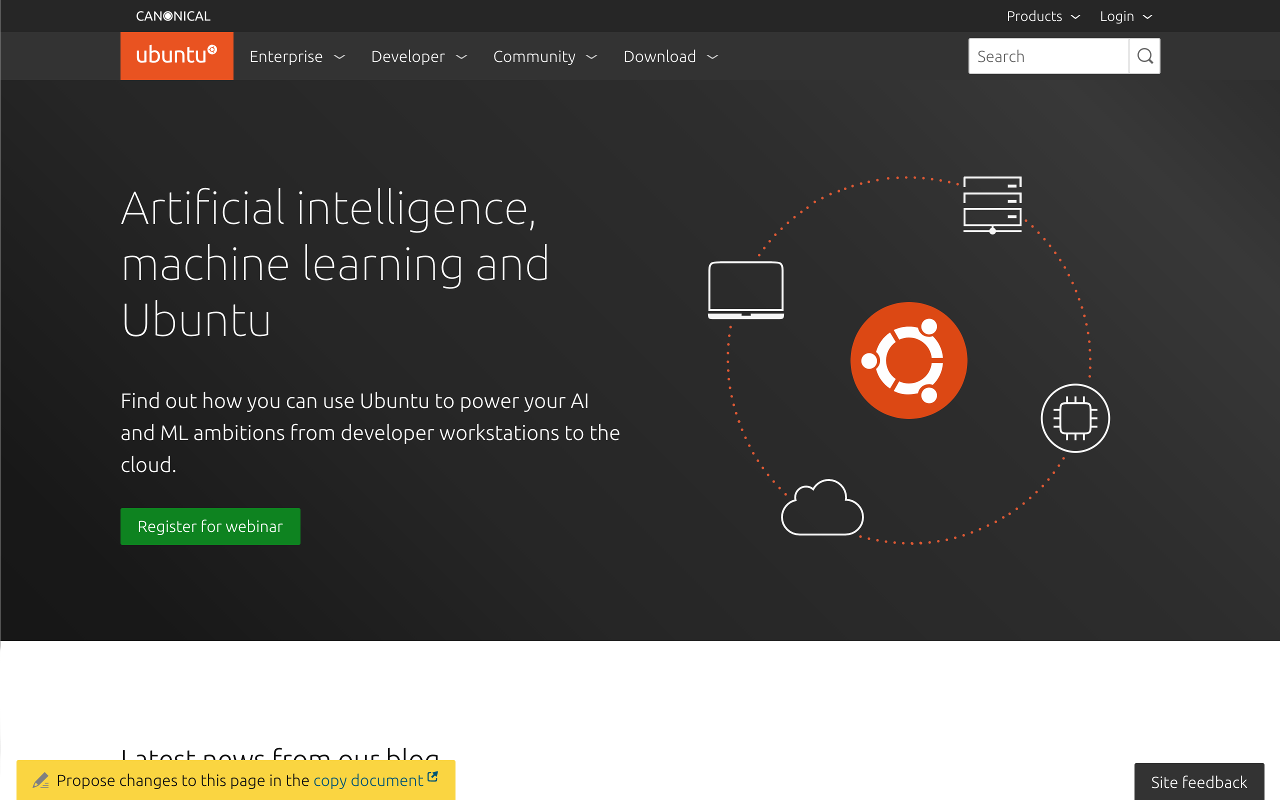 CANONICAL
Products
Login
ubuntu
Enterprise
Developer
Community
Download
Search
Artificial intelligence,
machine learning and
Ubuntu
Find out how you can use Ubuntu to power your AI
and ML ambitions from developer workstations to the
cloud.
Register for webinar
Latest news from our blog
Propose changes to this page in the copy document
Site feedback